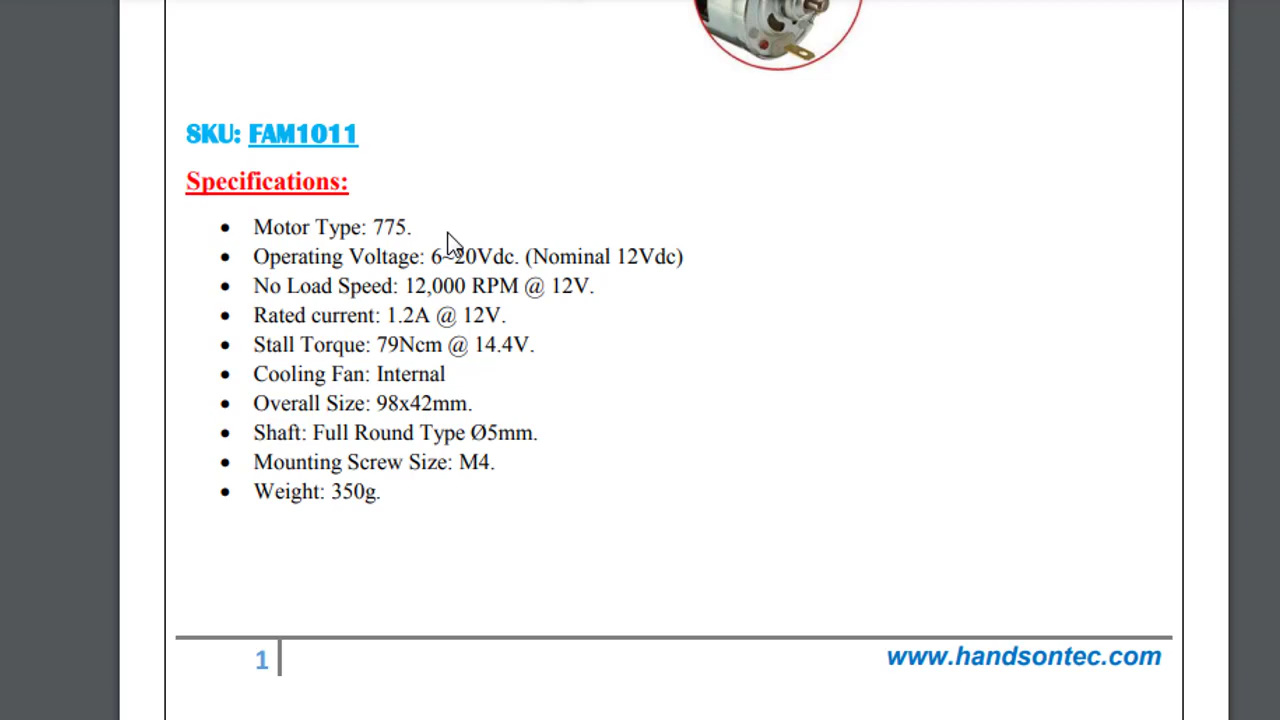 SKU: FAM1011
Specifications:
• Motor Type: 775.
• Operating Voltage: 6~20Vdc. (Nominal 12Vdc)
• No Load Speed: 12,000 RPM @ 12V.
• Rated current: 1.2A @ 12V.
• Stall Torque: 79Ncm @ 14.4V.
• Cooling Fan: Internal
• Overall Size: 98x42mm.
• Shaft: Full Round Type Ø5mm.
• Mounting Screw Size: M4.
• Weight: 350g.
1
www.handsontec.com